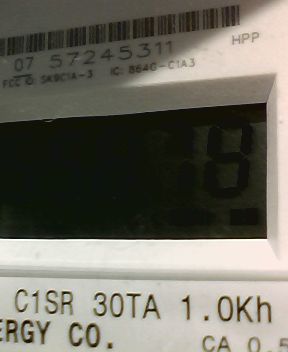 07 57245311
HPP
FCC ID: SK9C1A-3 IC: 864G-C1A3
8
C1SR 30TA 1.0Kh
ERGY CO.
CA 0.5